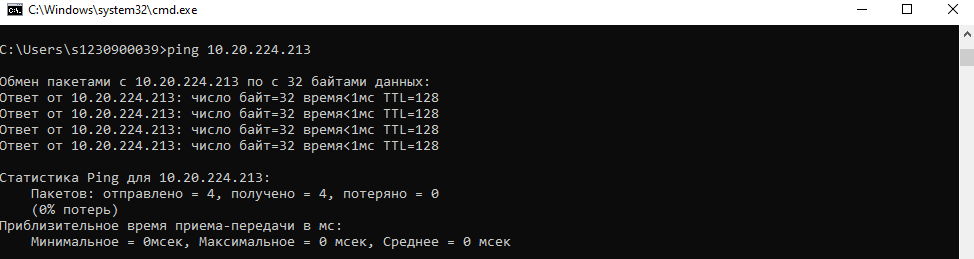 C:\Windows\system32\cmd.exe
C:\Users\s1230900039>ping 10.20.224.213
Обмен пакетами с 10.20.224.213 по с 32 байтами данных:
Ответ от 10.20.224.213: число байт=32 время<1мс TTL=128
Ответ от 10.20.224.213: число байт=32 время<1мс TTL=128
Ответ от 10.20.224.213: число байт=32 время<1мс TTL=128
Ответ от 10.20.224.213: число байт=32 время<1мс TTL=128
Статистика Ping для 10.20.224.213:
Пакетов: отправлено = 4, получено = 4, потеряно = 0
(0% потерь)
Приблизительное время приема-передачи в мс:
Минимальное = 0мсек, Максимальное = 0 мсек, Среднее = 0 мсек